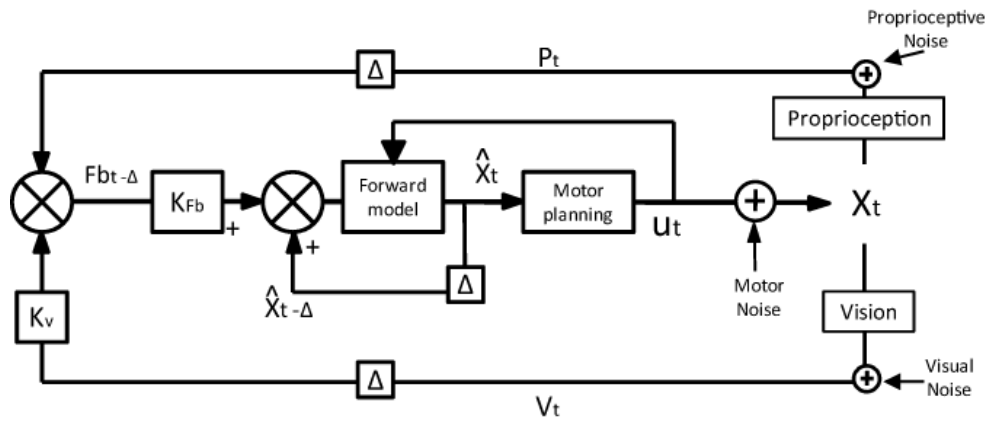 Proprioceptive
Noise
Δ
Pt
+
Proprioception
Fbt-Δ
KFb
+
+
Forward
model
X̂t
Motor
planning
ut
+
Xt
Δ
X̂t-Δ
Motor
Noise
Kv
Vision
Δ
Vt
+
Visual
Noise